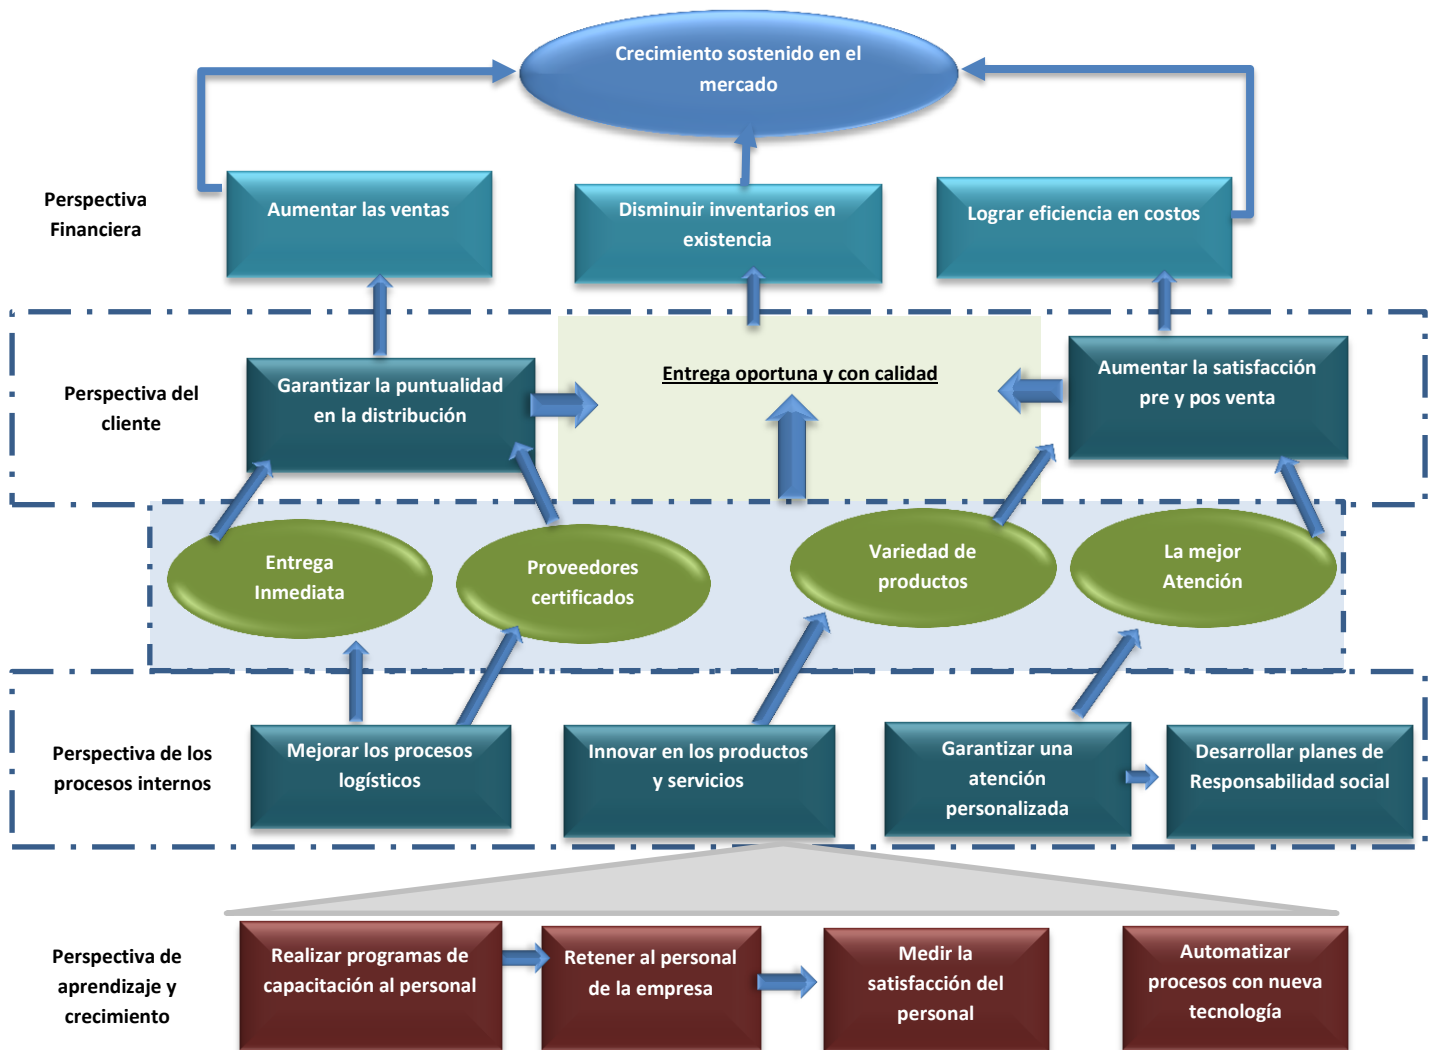 Crecimiento sostenido en el
mercado
Perspectiva
Financiera
Aumentar las ventas
Disminuir inventarios en
existencia
Lograr eficiencia en costos
Perspectiva del
cliente
Garantizar la puntualidad
en la distribución
Entrega oportuna y con calidad
Aumentar la satisfacción
pre y pos venta
Entrega
Inmediata
Proveedores
certificados
Variedad de
productos
La mejor
Atención
Perspectiva de los
procesos internos
Mejorar los procesos
logísticos
Innovar en los productos
y servicios
Garantizar una
atención
personalizada
Desarrollar planes de
Responsabilidad social
Perspectiva de
aprendizaje y
crecimiento
Realizar programas de
capacitación al personal
Retener al personal
de la empresa
Medir la
satisfacción del
personal
Automatizar
procesos con nueva
tecnología